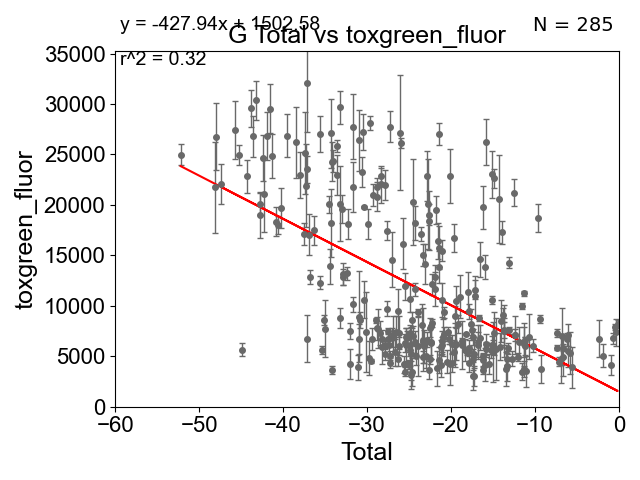 y = -427.94x + 1502.58
N = 285
G Total vs toxgreen_fluor
r^2 = 0.32
35000
30000
25000
20000
15000
10000
5000
0
toxgreen_fluor
−60
−50
−40
−30
−20
−10
0
Total